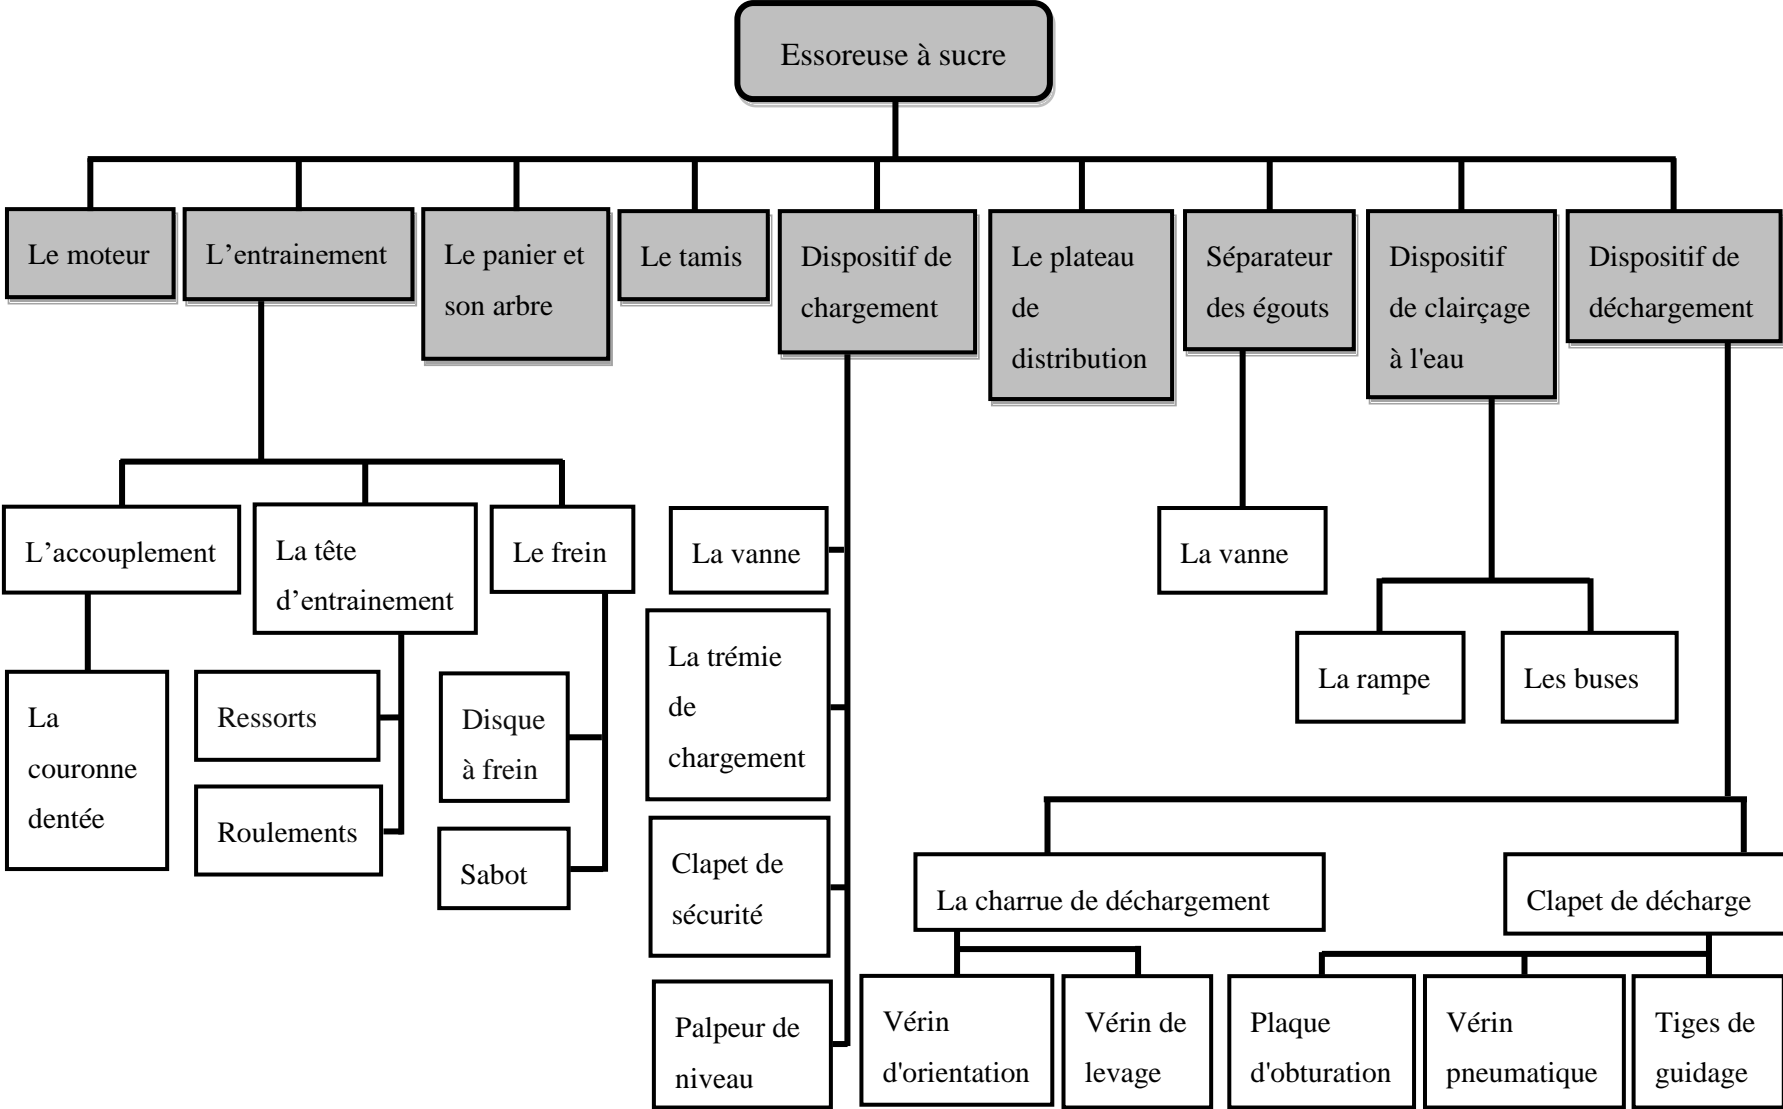 Essoreuse à sucre
Le moteur
L’entrainement
Le panier et
son arbre
Le tamis
Dispositif de
chargement
Le plateau
de
distribution
Séparateur
des égouts
Dispositif
de clairçage
à l'eau
Dispositif de
déchargement
L’accouplement
La tête
d’entrainement
Le frein
La vanne
La vanne
La
couronne
dentée
Ressorts
Roulements
Disque
à frein
Sabot
La trémie
de
chargement
Clapet de
sécurité
Palpeur de
niveau
La rampe
Les buses
La charrue de déchargement
Clapet de décharge
Vérin
d'orientation
Vérin de
levage
Plaque
d'obturation
Vérin
pneumatique
Tiges de
guidage